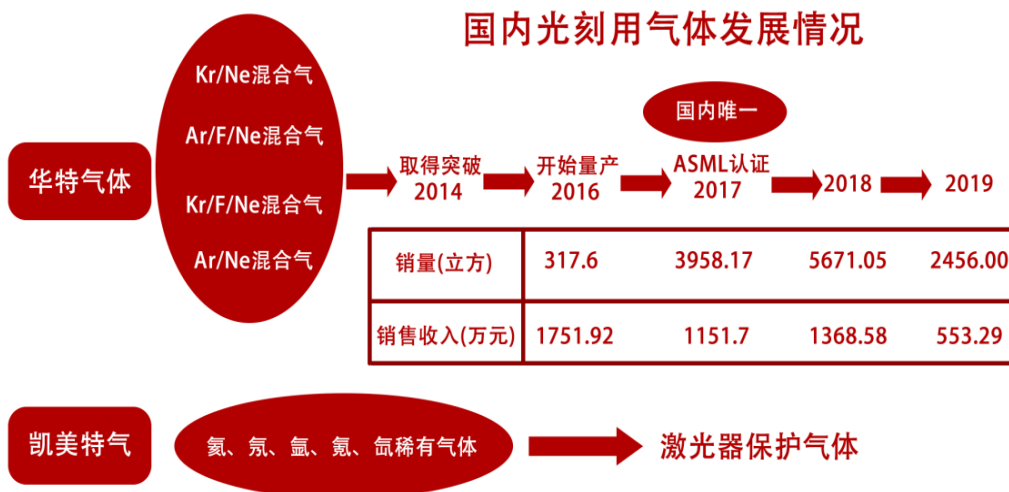 国内光刻用气体发展情况
Kr/Ne混合气
Ar/F/Ne混合气
Kr/F/Ne混合气
Ar/Ne混合气
华特气体
国内唯一
取得突破
2014
开始量产
2016
ASML认证
2017
2018
2019
销量(立方) 317.6 3958.17 5671.05 2456.00
销售收入(万元) 1751.92 1151.7 1368.58 553.29
凯美特气
氦、氖、氩、氪、氙稀有气体
激光器保护气体